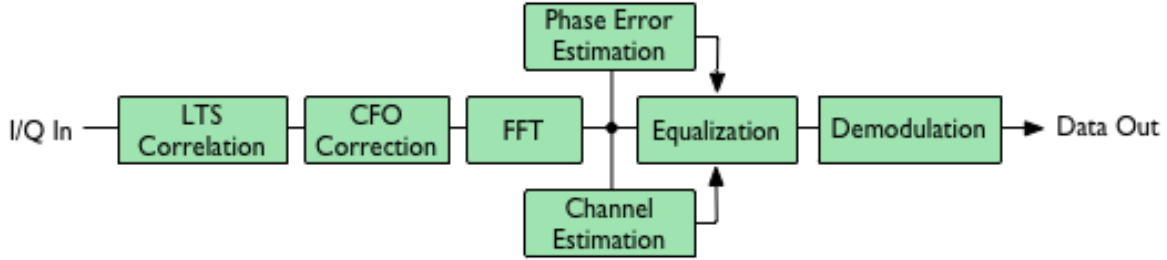 Phase Error
Estimation
I/Q In
LTS
Correlation
CFO
Correction
FFT
Equalization
Demodulation
Data Out
Channel
Estimation